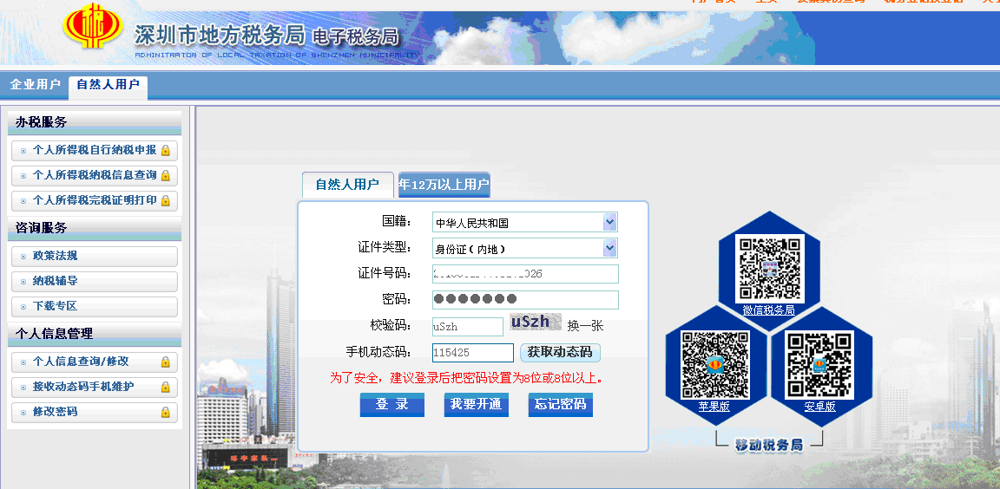 深圳市地方税务局 电子税务局
ADMINITRATOR OF LOCAL TAXATION OF SHENZHEN MUNICIPALITY
企业用户 自然人用户
办税服务
个人所得税自行纳税申报
个人所得税纳税信息查询
个人所得税完税证明打印
咨询服务
政策法规
纳税辅导
下载专区
个人信息管理
个人信息查询/修改
接收动态码手机维护
修改密码
自然人用户 年12万以上用户
国籍： 中华人民共和国
证件类型： 身份证（内地）
证件号码：
密码： ●●●●●●●●
校验码： uSzh uSzh 换一张
手机动态码： 115425 获取动态码
为了安全，建议登录后把密码设置为8位或8位以上。
登 录 我要开通 忘记密码
微信税务局
苹果版 安卓版
移动税务局